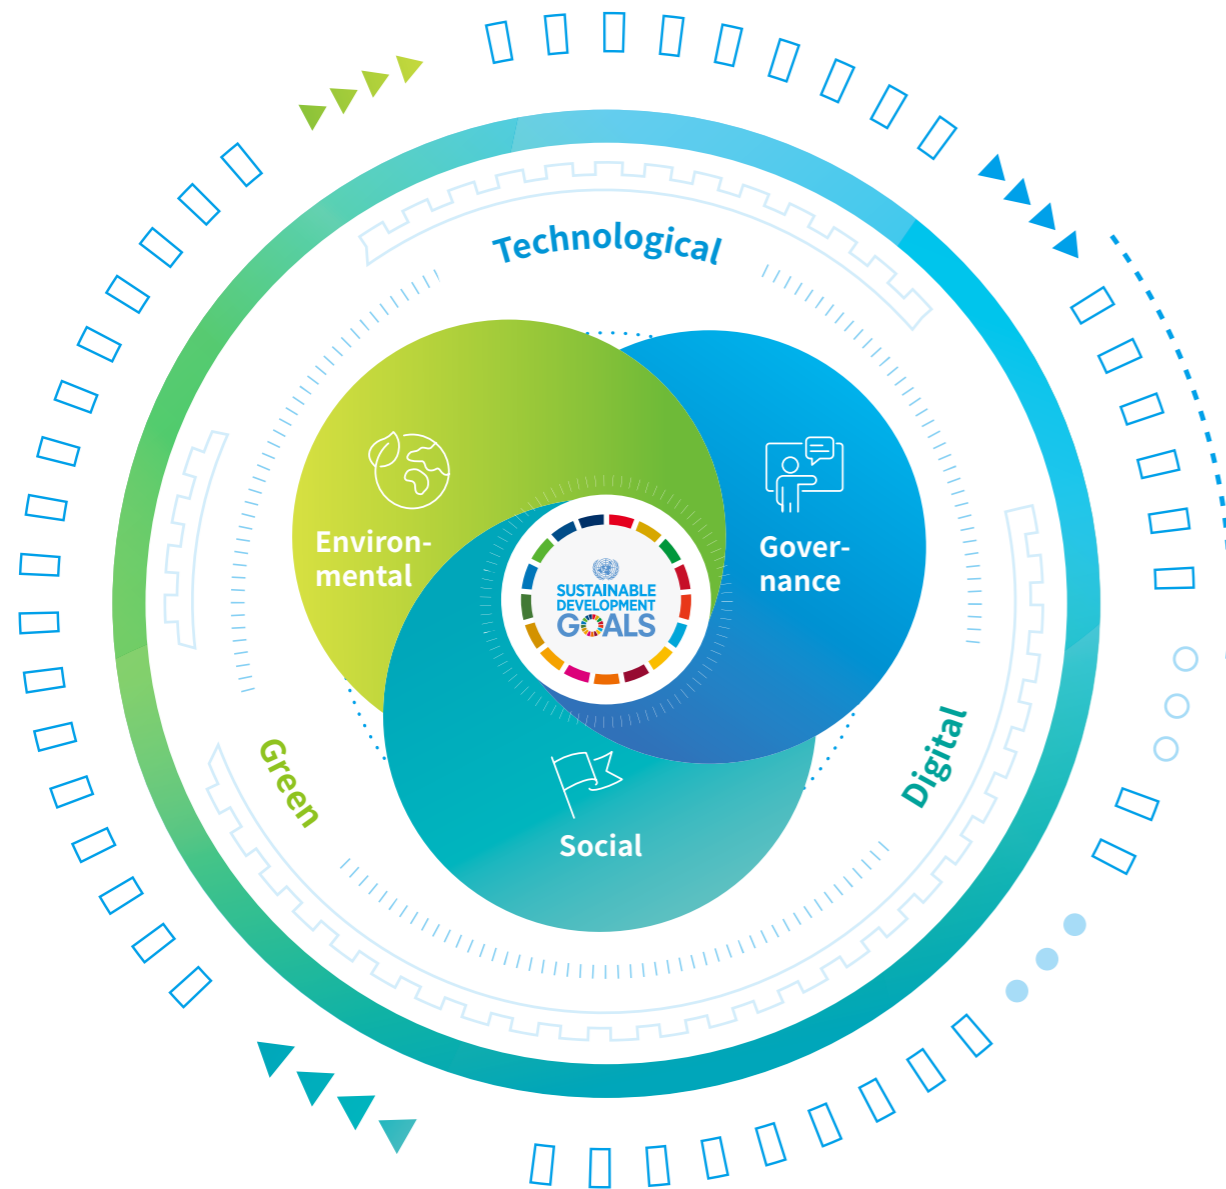 Technological
Environ-
mental
Gover-
nance
SUSTAINABLE
DEVELOPMENT
GOALS
Green
Digital
Social